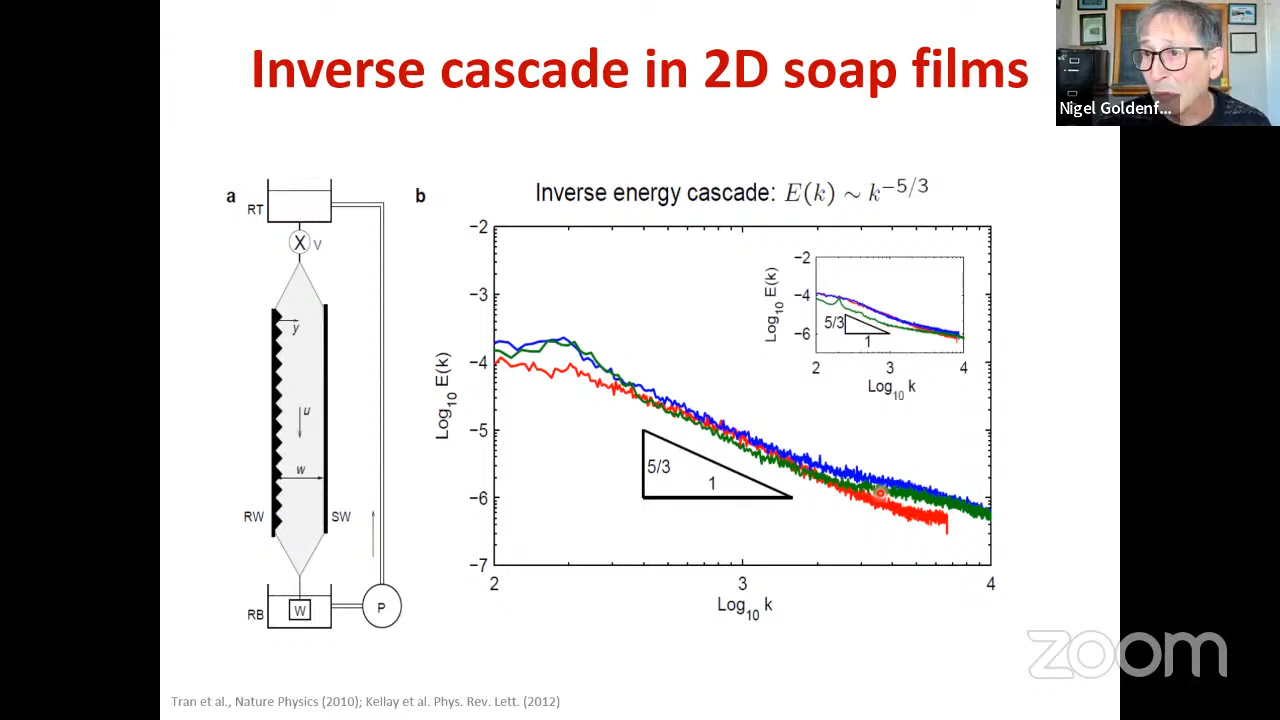 Inverse cascade in 2D soap films
Nigel Goldenf...
a
RT
X
V
y
u
w
RW
SW
RB
W
P
b
Inverse energy cascade: E(k) ∼ k^{-5/3}
Log10 E(k)
−2
−3
−4
−5
−6
−7
2
3
4
Log10 k
5/3
1
Log10 E(k)
−2
−4
−6
5/3
1
2
3
4
Log10 k
zoom
Tran et al., Nature Physics (2010); Kellay et al. Phys. Rev. Lett. (2012)